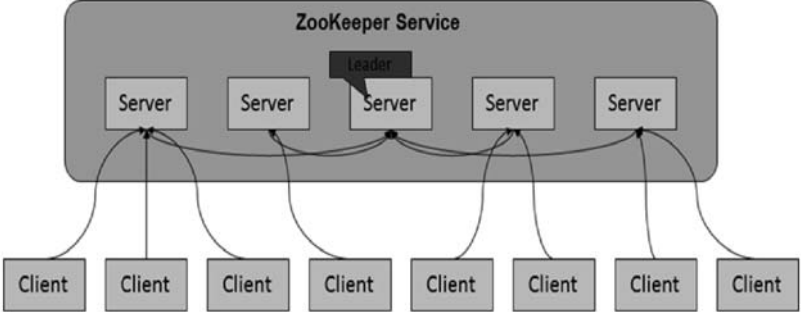 ZooKeeper Service
Leader
Server Server Server Server Server
Client Client Client Client Client Client Client Client